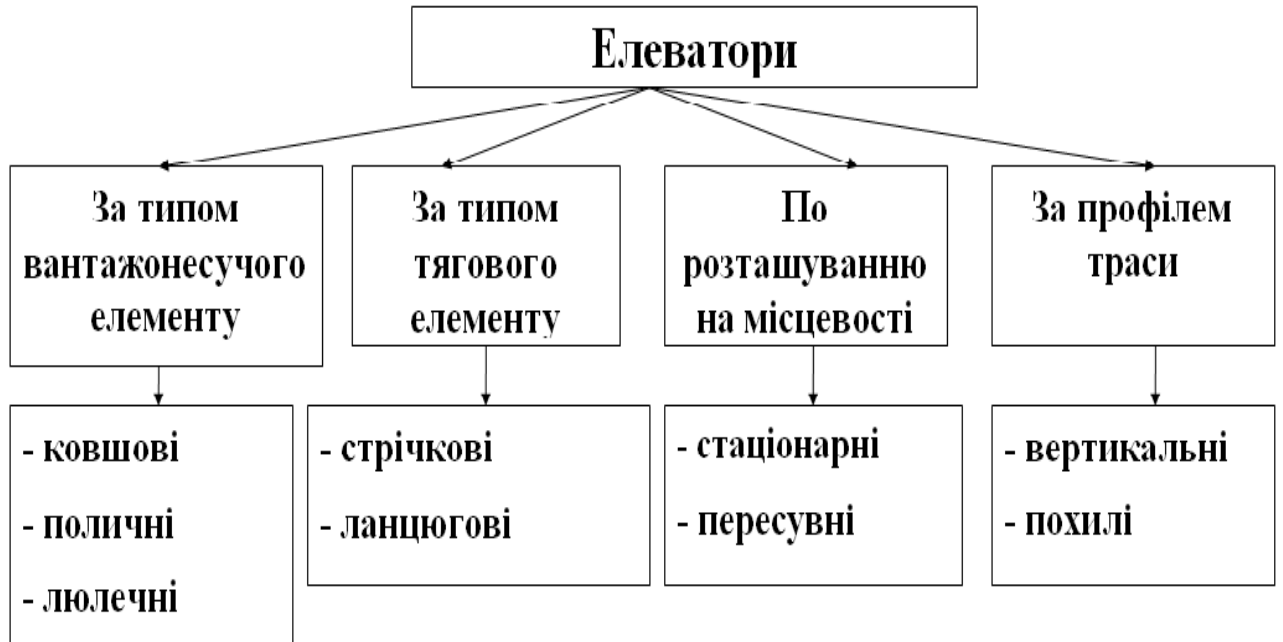 Елеватори
За типом
вантажонесучого
елементу
За типом
тягового
елементу
По
розташуванню
на місцевості
За профілем
траси
- ковшові
- поличні
- люлечні
- стрічкові
- ланцюгові
- стаціонарні
- пересувні
- вертикальні
- похилі